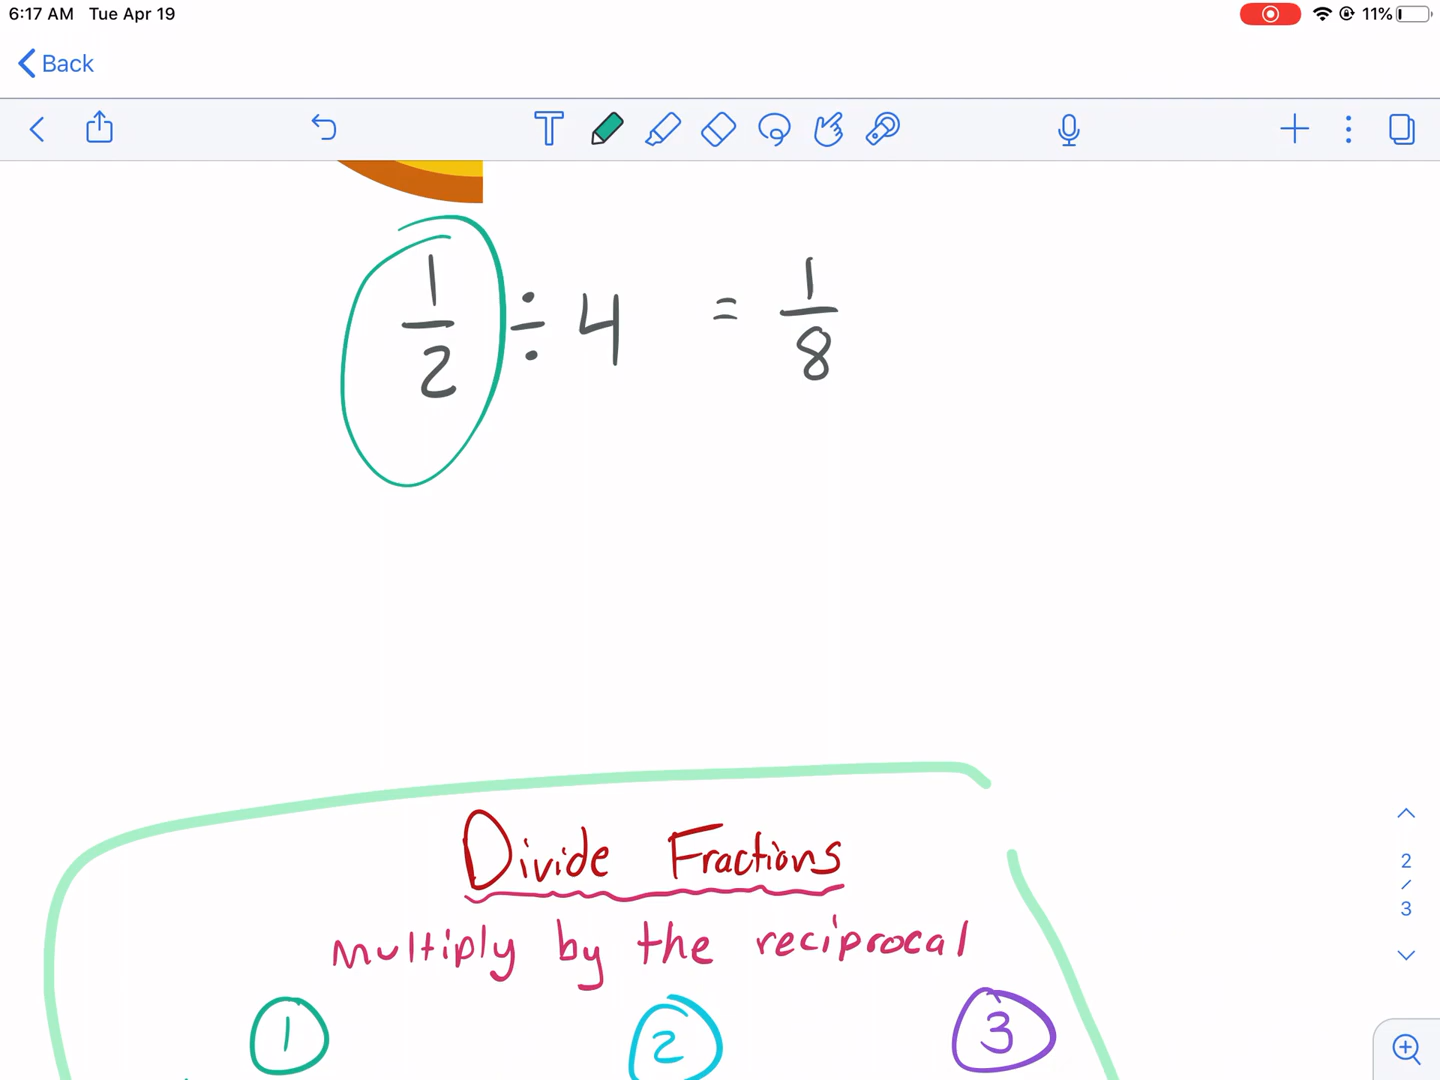 6:17 AM Tue Apr 19 11%
Back
T
1/2 ÷ 4 = 1/8
Divide Fractions
multiply by the reciprocal
1 2 3
2
/
3